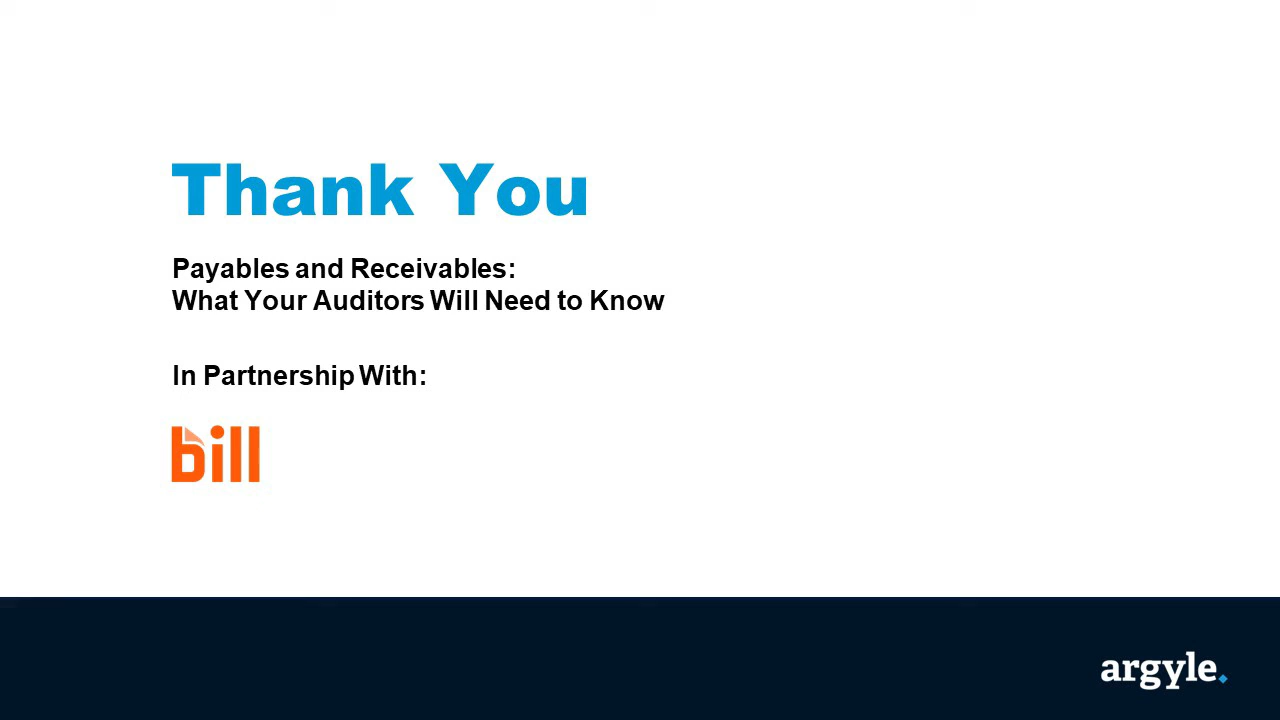 Thank You
Payables and Receivables:
What Your Auditors Will Need to Know
In Partnership With:
bill
argyle.